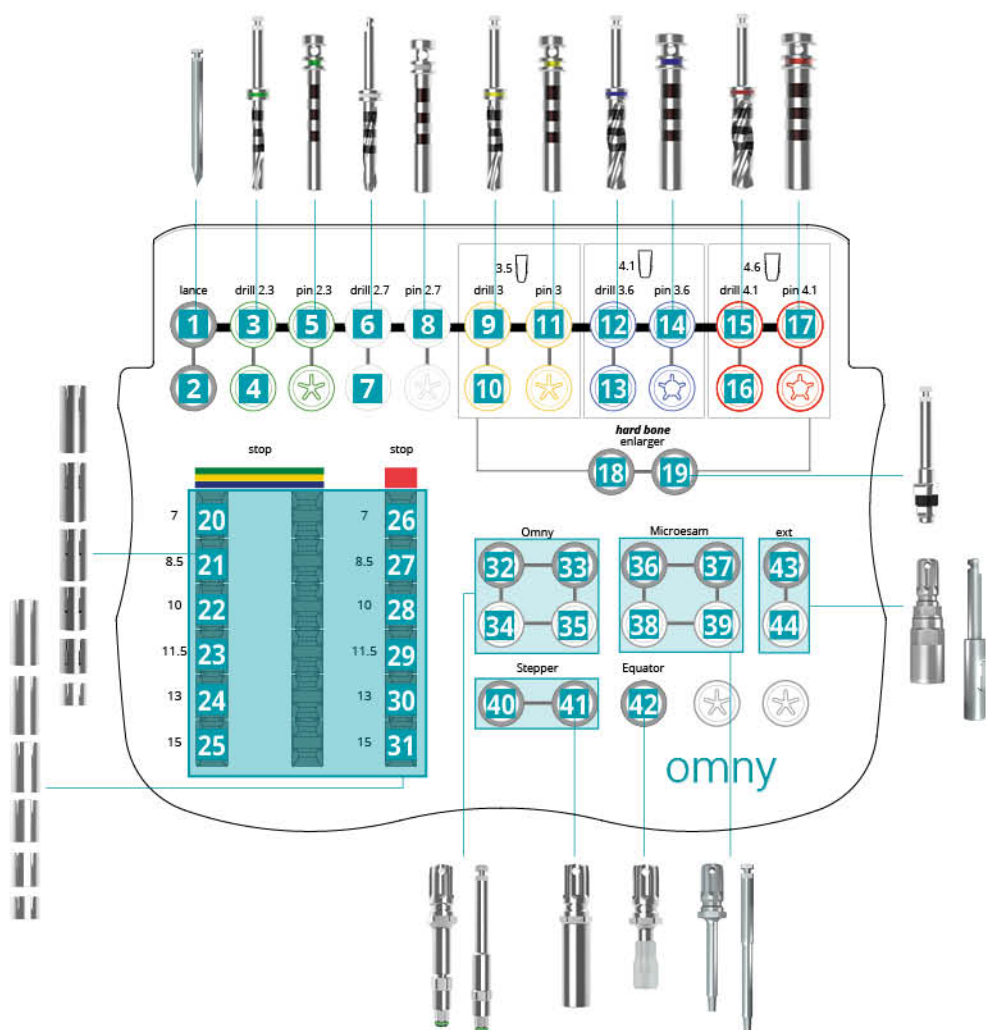 3.5
4.1
4.6
lance
drill 2.3
pin 2.3
drill 2.7
pin 2.7
drill 3
pin 3
drill 3.6
pin 3.6
drill 4.1
pin 4.1
1
3
5
6
8
9
11
12
14
15
17
2
4
7
10
13
16
hard bone
enlarger
18
19
stop
stop
7
20
7
26
8.5
21
8.5
27
10
22
10
28
11.5
23
11.5
29
13
24
13
30
15
25
15
31
Omny
Microesam
ext
32
33
36
37
43
34
35
38
39
44
Stepper
Equator
40
41
42
omny